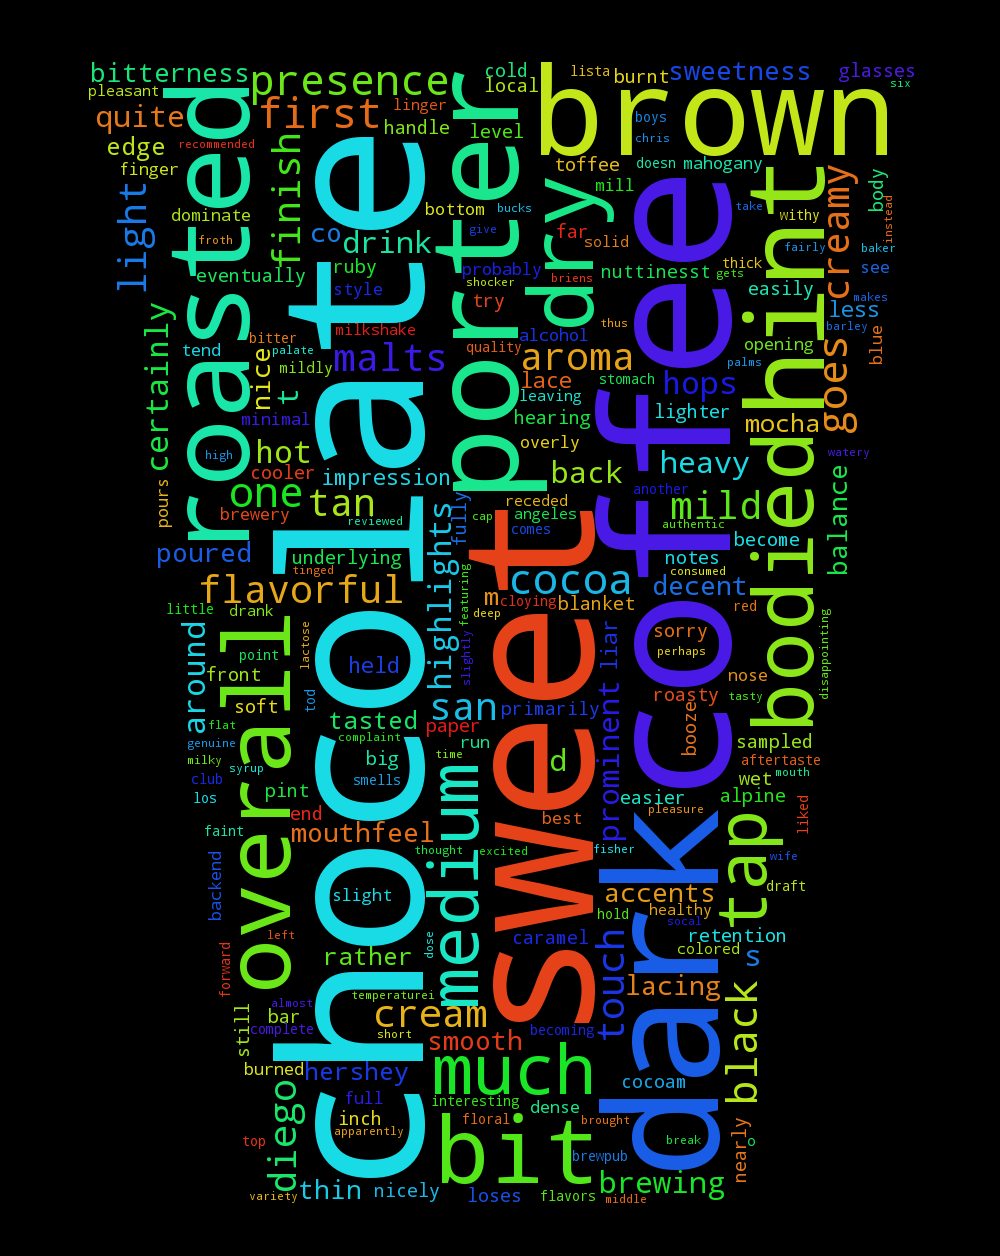 cold
lista
burnt
sweetness
glasses
six
bitterness
presence
local
brown
pleasant
quite
first
linger
handle
level
boys
chris
edge
recommended
finger
toffee
doesn
mahogany
roasted
finish
chocolate
porter
dry
mill
coffee
hint
creamy
body
instead
light
dominate
froth
co
drink
bottom
bucks
give
far
solid
take
withy
fairly
baker
see
eventually
ruby
style
probably
shocker
briens
nuttinesst
gets
thick
easily
makes
certainly
try
thus
less
barley
blue
milkshake
alcohol
tend
bitter
palate
mildly
nice
t
malts
quality
aroma
opening
goes
palms
lace
leaving
stomach
hops
minimal
hearing
lighter
mocha
high
hot
overly
watery
cooler
impression
back
heavy
bodied
balance
pours
one
tan
receded
another
mild
brewery
reviewed
fully
cap
angeles
comes
authentic
become
poured
underlying
highlights
notes
tinged
featuring
sweet
cocoa
consumed
flavorful
m
cloying
blanket
decent
little
drank
deep
red
around
overall
lactose
liar
sorry
disappointing
point
held
slightly
perhaps
front
nose
tod
soft
san
primarily
prominent
roasty
tasty
flat
tasted
paper
booze
genuine
complaint
run
sampled
milky
big
time
d
aftertaste
club
syrup
smells
wet
mouth
los
pint
medium
easier
alpine
end
best
pleasure
liked
faint
mouthfeel
dark
tap
thought
excited
fisher
wife
backend
slight
accents
draft
hold
healthy
left
caramel
touch
socal
retention
forward
rather
dose
colored
s
temperaturei
lacing
black
still
almost
bar
cream
complete
short
smooth
becoming
burned
hershey
much
cocoam
diego
full
interesting
dense
inch
floral
brought
apparently
bit
top
break
o
nearly
brewpub
thin
nicely
brewing
variety
loses
flavors
middle